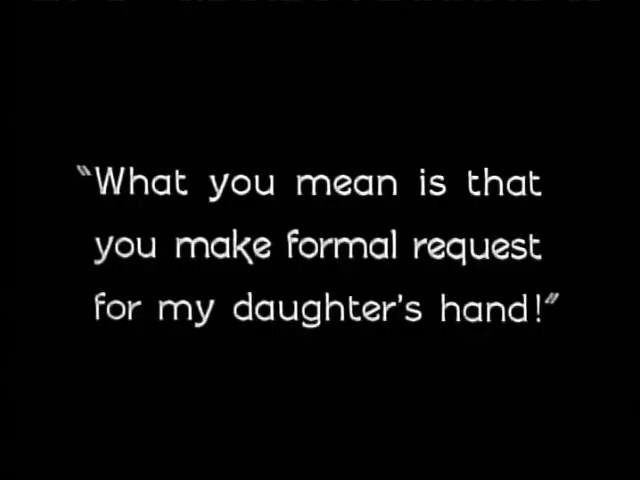 "What you mean is that
you make formal request
for my daughter's hand!"